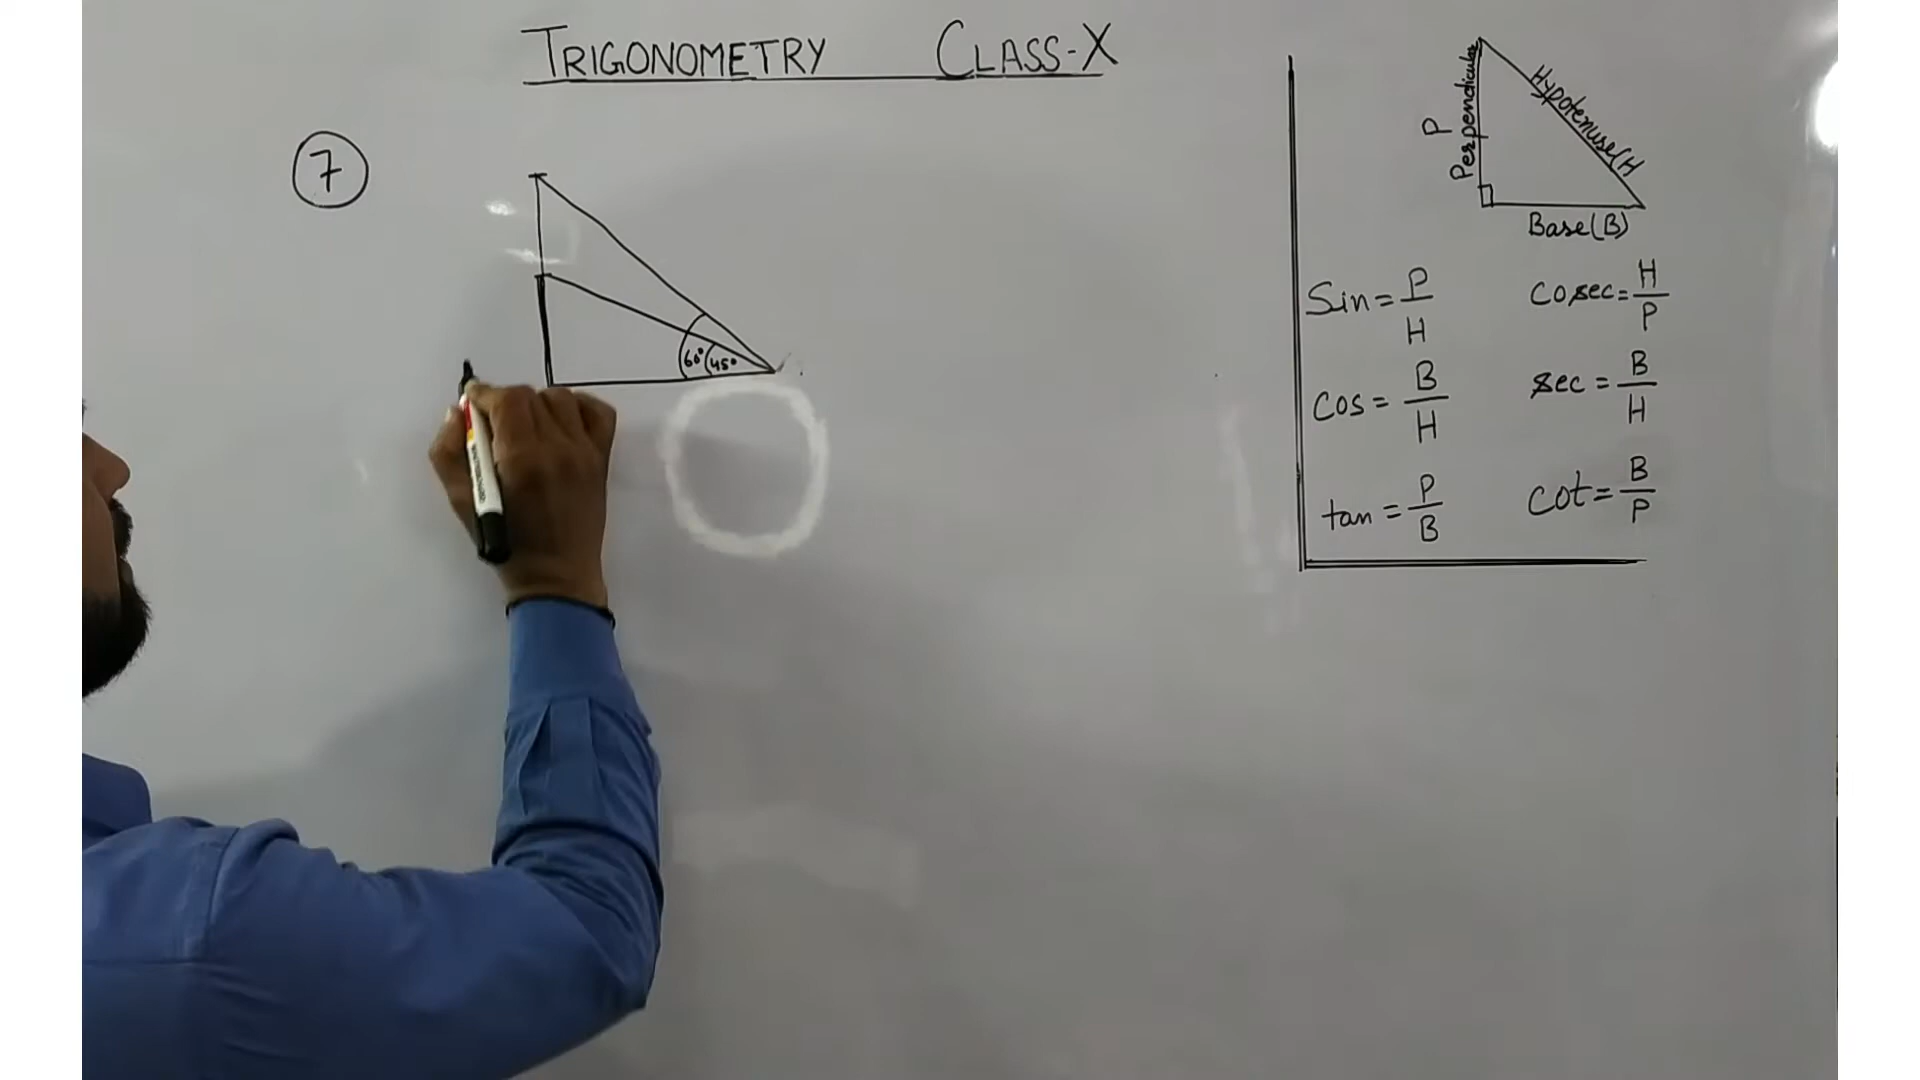 TRIGONOMETRY CLASS-X
7
60° 45°
P
Perpendicular
Hypotenuse(H
Base(B)
Sin = P/H
Cosec = H/P
Cos = B/H
Sec = B/H
tan = P/B
Cot = B/P